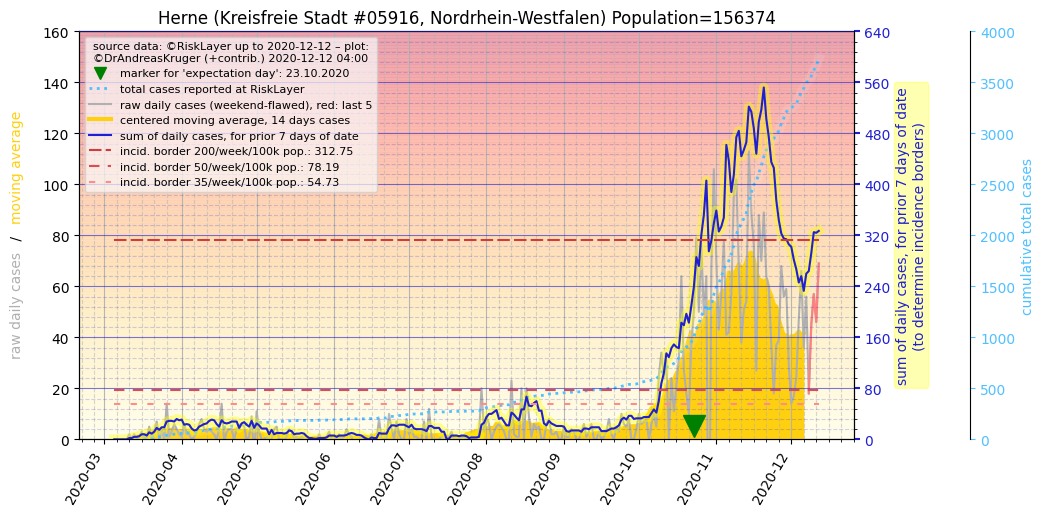 Herne (Kreisfreie Stadt #05916, Nordrhein-Westfalen) Population=156374
source data: ©RiskLayer up to 2020-12-12 – plot:
©DrAndreasKruger (+contrib.) 2020-12-12 04:00
marker for 'expectation day': 23.10.2020
total cases reported at RiskLayer
raw daily cases (weekend-flawed), red: last 5
centered moving average, 14 days cases
sum of daily cases, for prior 7 days of date
incid. border 200/week/100k pop.: 312.75
incid. border 50/week/100k pop.: 78.19
incid. border 35/week/100k pop.: 54.73
raw daily cases / moving average
160
140
120
100
80
60
40
20
0
640
560
480
400
320
240
160
80
0
sum of daily cases, for prior 7 days of date
(to determine incidence borders)
4000
3500
3000
2500
2000
1500
1000
500
0
cumulative total cases
2020-03
2020-04
2020-05
2020-06
2020-07
2020-08
2020-09
2020-10
2020-11
2020-12